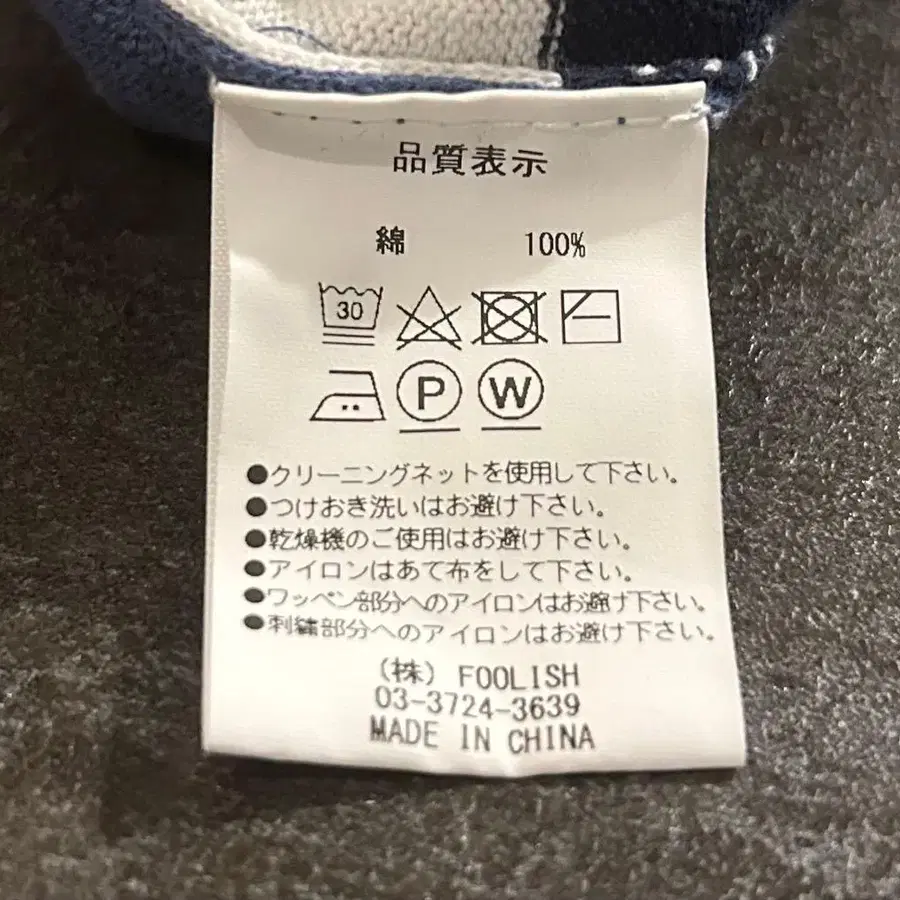 品質表示
綿 100%
30
P W
●クリーニングネットを使用して下さい。
●つけおき洗いはお避け下さい。
●乾燥機のご使用はお避け下さい。
●アイロンはあて布をして下さい。
●ワッペン部分へのアイロンはお避け下さい。
●刺繍部分へのアイロンはお避け下さい。
(株) FOOLISH
03-3724-3639
MADE IN CHINA